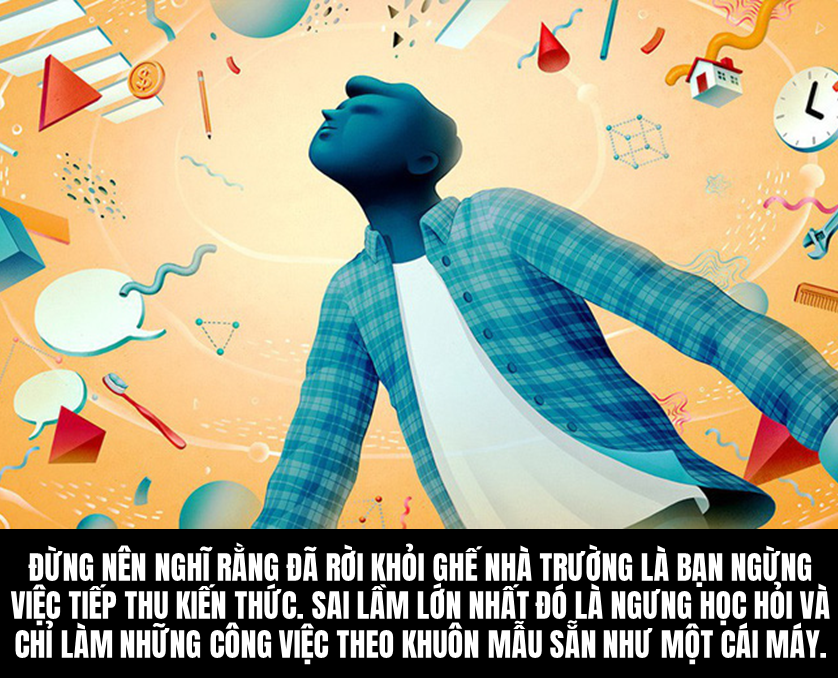 ĐỪNG NÊN NGHĨ RẰNG ĐÃ RỜI KHỎI GHẾ NHÀ TRƯỜNG LÀ BẠN NGỪNG
VIỆC TIẾP THU KIẾN THỨC. SAI LẦM LỚN NHẤT ĐÓ LÀ NGƯNG HỌC HỎI VÀ
CHỈ LÀM NHỮNG CÔNG VIỆC THEO KHUÔN MẪU SẴN NHƯ MỘT CÁI MÁY.